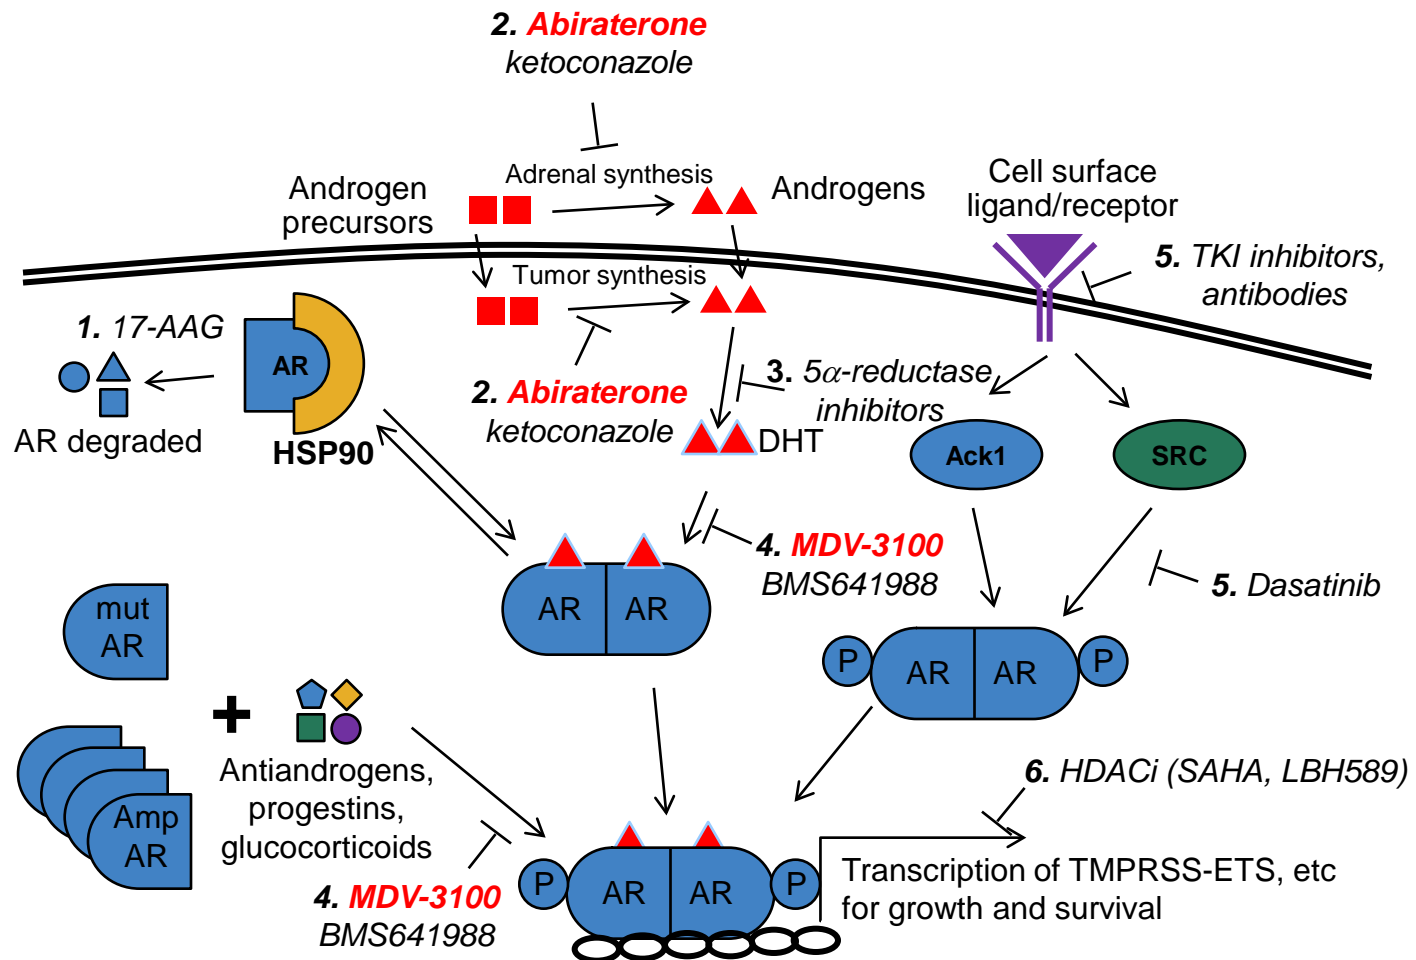 2. Abiraterone
ketoconazole
Adrenal synthesis
Androgen
precursors
Androgens
Cell surface
ligand/receptor
Tumor synthesis
5. TKI inhibitors,
antibodies
1. 17-AAG
AR
AR degraded
HSP90
2. Abiraterone
ketoconazole
3. 5α-reductase
inhibitors
DHT
Ack1
SRC
4. MDV-3100
BMS641988
5. Dasatinib
AR AR
mut
AR
P AR AR P
Antiandrogens,
progestins,
glucocorticoids
Amp
AR
6. HDACi (SAHA, LBH589)
4. MDV-3100
BMS641988
P AR AR P
Transcription of TMPRSS-ETS, etc
for growth and survival